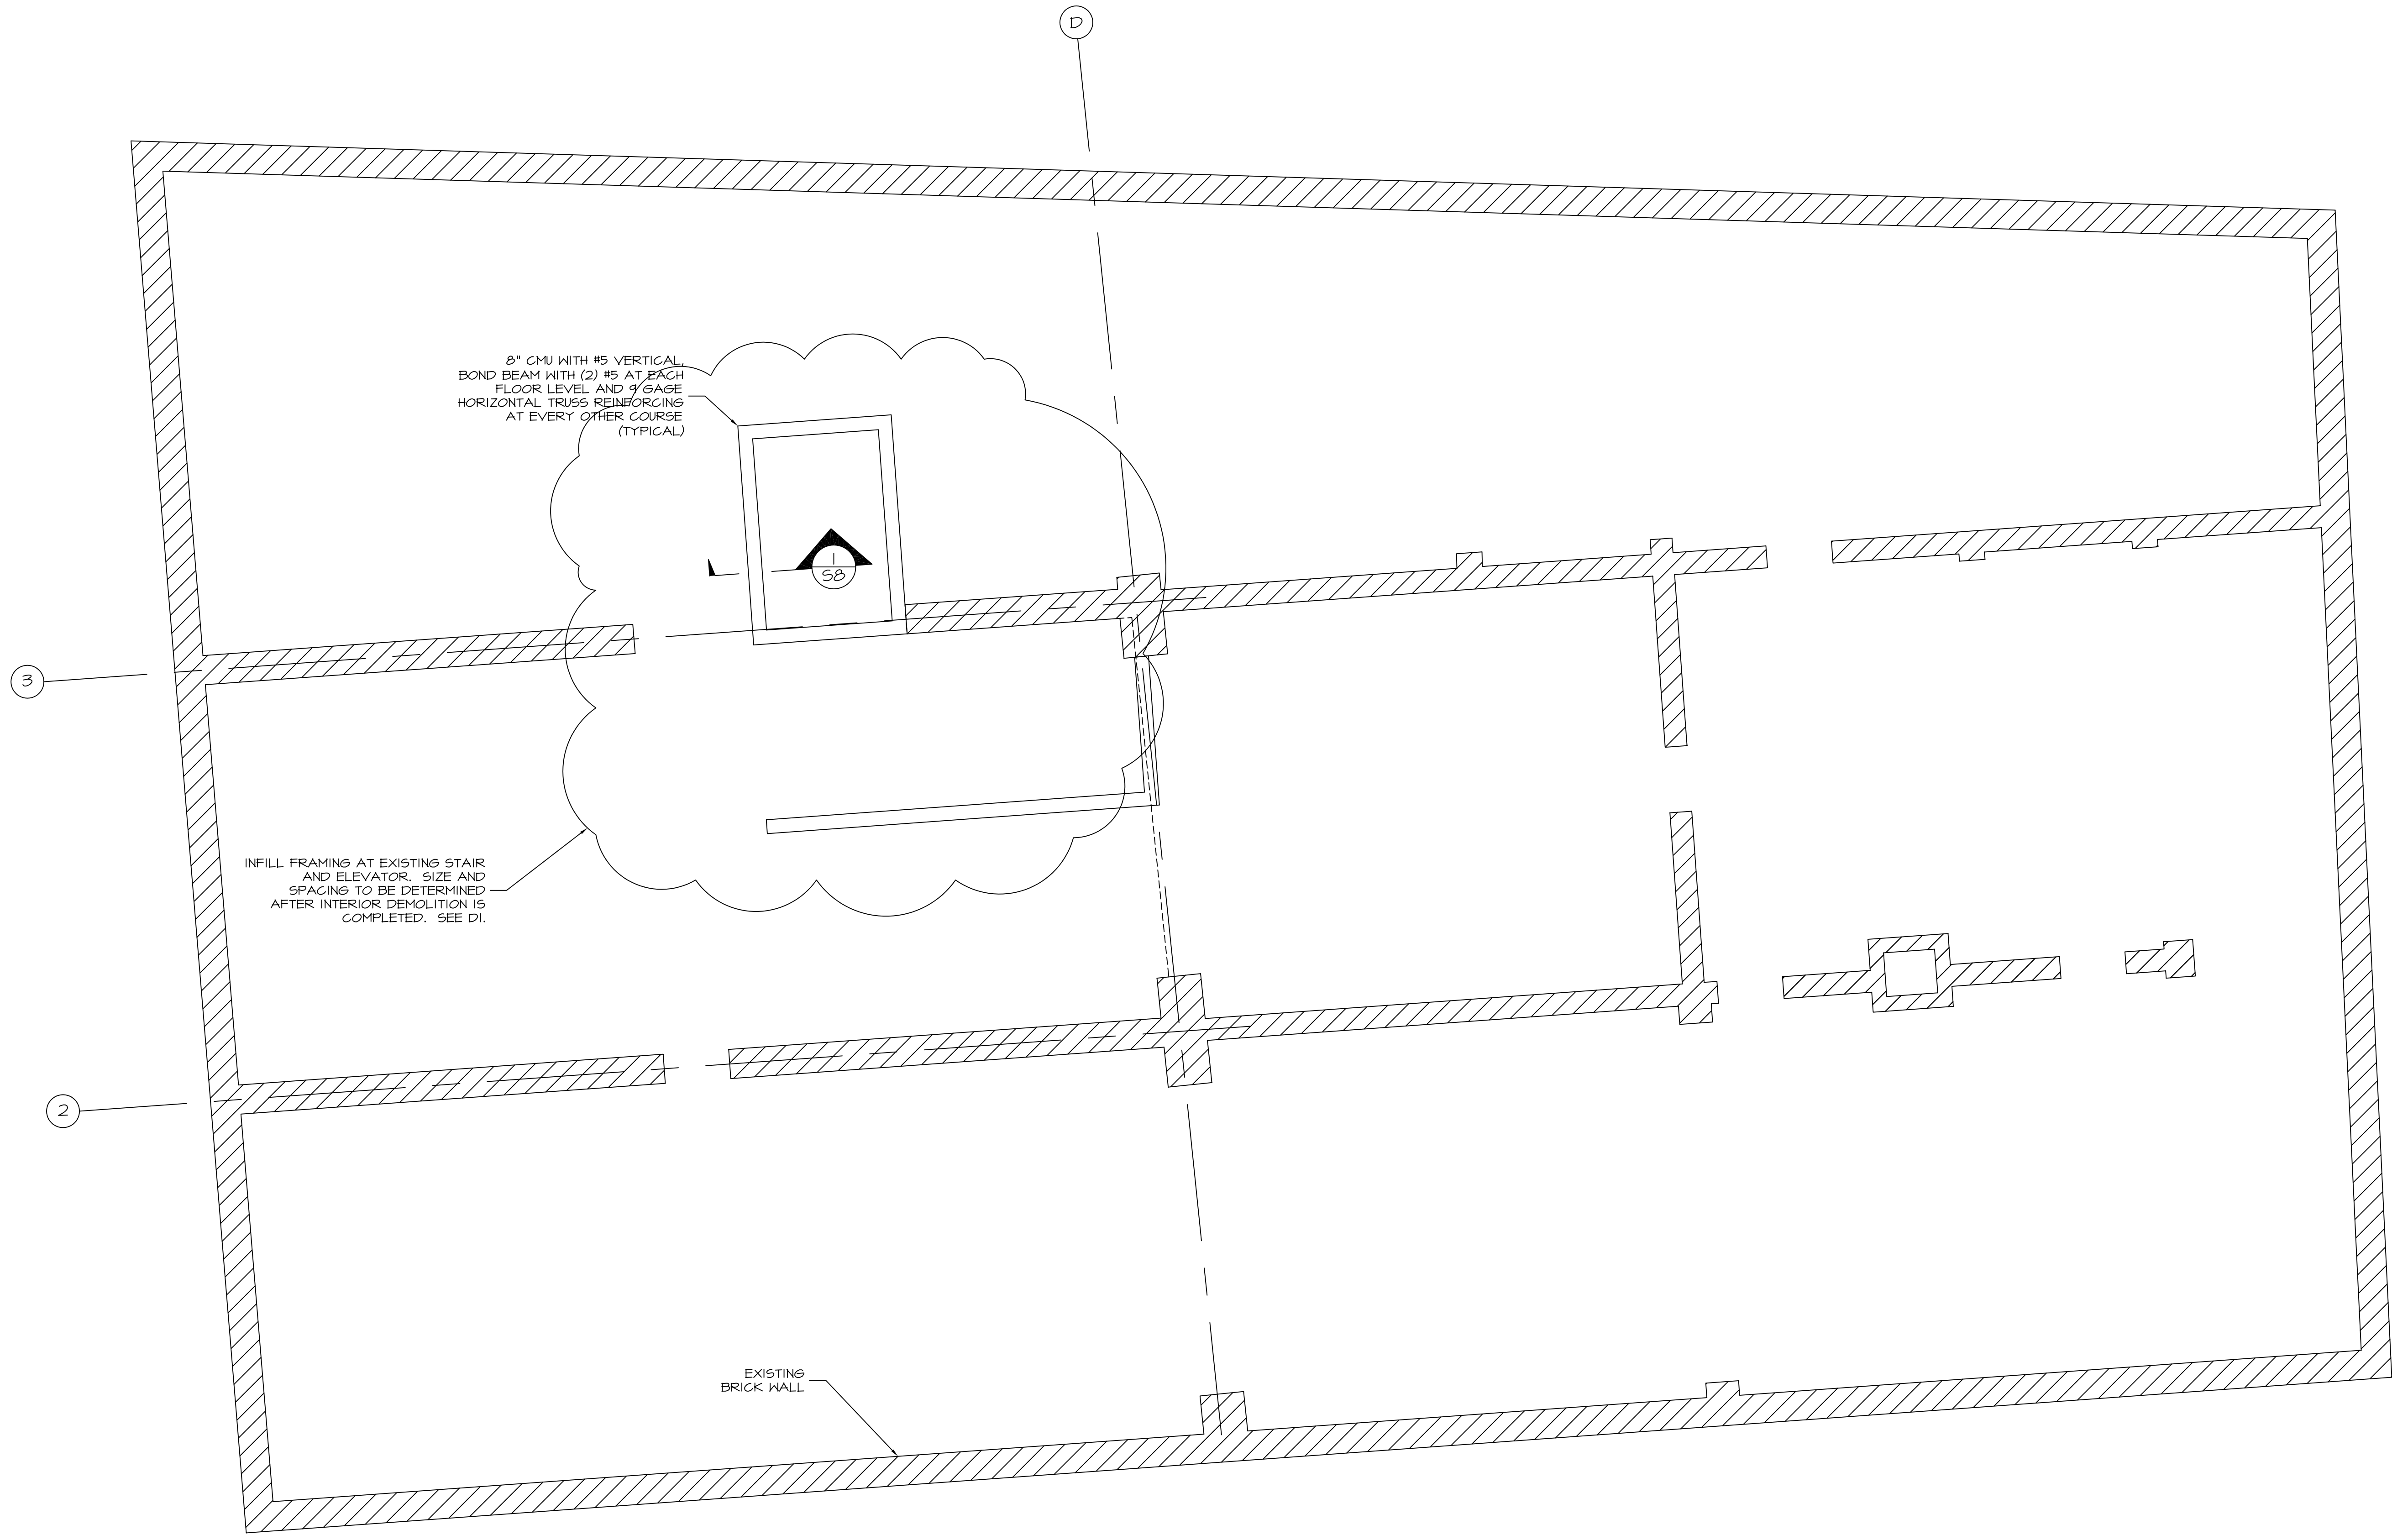 D
8" CMU WITH #5 VERTICAL,
BOND BEAM WITH (2) #5 AT EACH
FLOOR LEVEL AND 9 GAGE
HORIZONTAL TRUSS REINFORCING
AT EVERY OTHER COURSE
(TYPICAL)
1
S8
3
INFILL FRAMING AT EXISTING STAIR
AND ELEVATOR. SIZE AND
SPACING TO BE DETERMINED
AFTER INTERIOR DEMOLITION IS
COMPLETED. SEE D1.
2
EXISTING
BRICK WALL